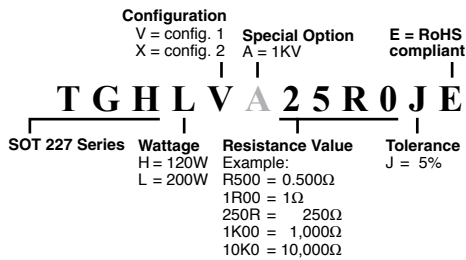 Configuration
V = config. 1
X = config. 2
Special Option
A = 1KV
E = RoHS
compliant
T G H L V A 2 5 R 0 J E
SOT 227 Series
Wattage
H = 120W
L = 200W
Resistance Value
Example:
R500 = 0.500Ω
1R00 = 1Ω
250R = 250Ω
1K00 = 1,000Ω
10K0 = 10,000Ω
Tolerance
J = 5%